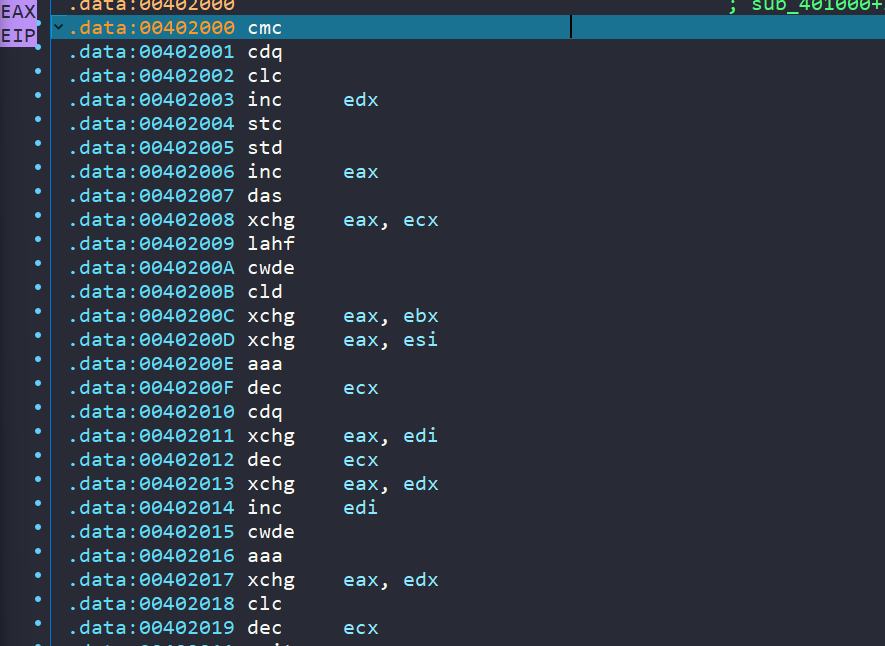 EAX
EIP
.data:00402000 ; sub_401000+
.data:00402000 cmc
.data:00402001 cdq
.data:00402002 clc
.data:00402003 inc edx
.data:00402004 stc
.data:00402005 std
.data:00402006 inc eax
.data:00402007 das
.data:00402008 xchg eax, ecx
.data:00402009 lahf
.data:0040200A cwde
.data:0040200B cld
.data:0040200C xchg eax, ebx
.data:0040200D xchg eax, esi
.data:0040200E aaa
.data:0040200F dec ecx
.data:00402010 cdq
.data:00402011 xchg eax, edi
.data:00402012 dec ecx
.data:00402013 xchg eax, edx
.data:00402014 inc edi
.data:00402015 cwde
.data:00402016 aaa
.data:00402017 xchg eax, edx
.data:00402018 clc
.data:00402019 dec ecx